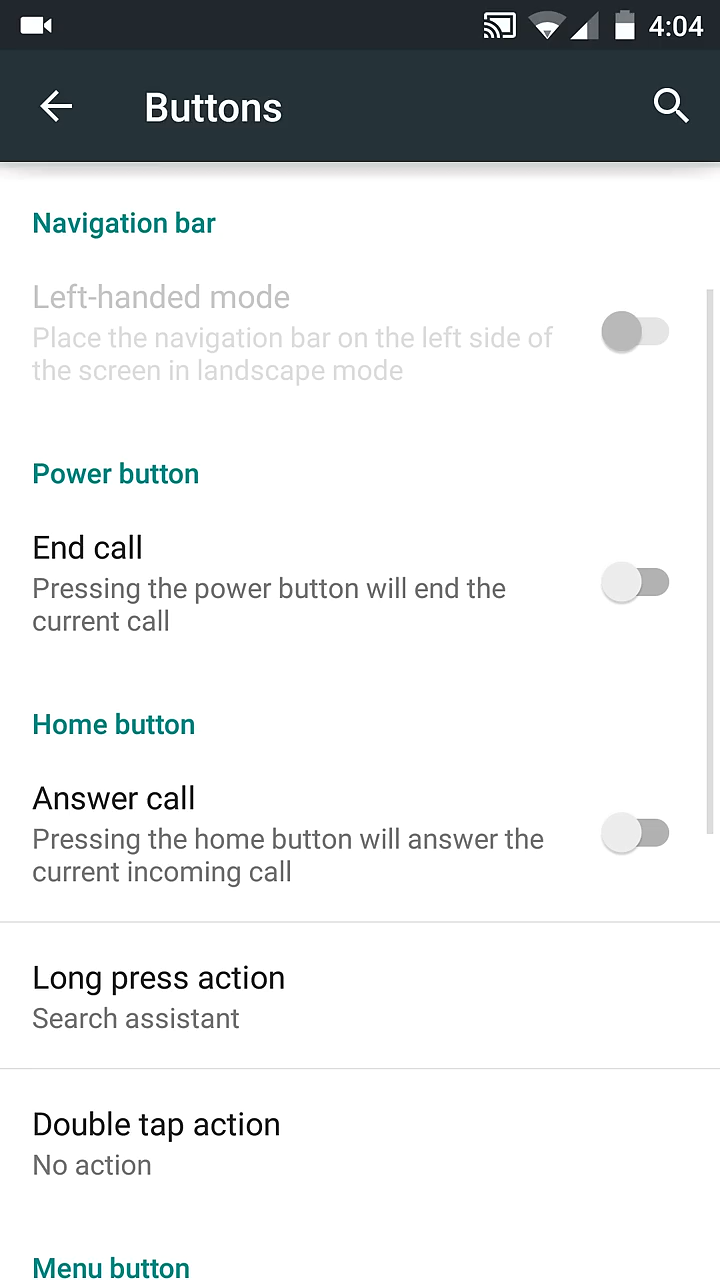 4:04
Buttons
Navigation bar
Left-handed mode
Place the navigation bar on the left side of
the screen in landscape mode
Power button
End call
Pressing the power button will end the
current call
Home button
Answer call
Pressing the home button will answer the
current incoming call
Long press action
Search assistant
Double tap action
No action
Menu button